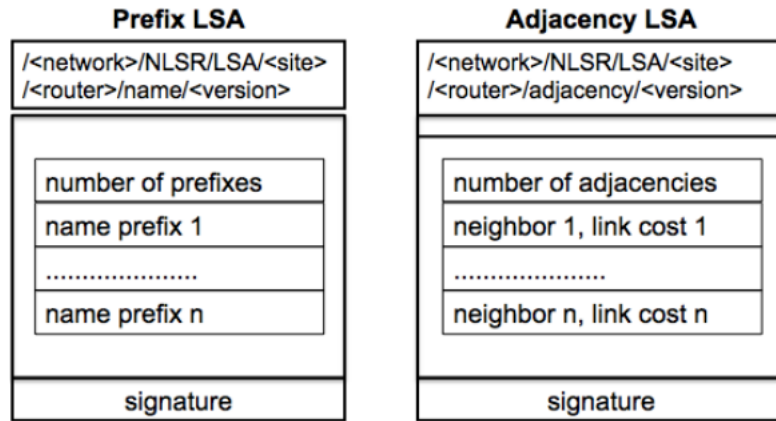 Prefix LSA
/<network>/NLSR/LSA/<site>
/<router>/name/<version>
number of prefixes
name prefix 1
.....................
name prefix n
signature
Adjacency LSA
/<network>/NLSR/LSA/<site>
/<router>/adjacency/<version>
number of adjacencies
neighbor 1, link cost 1
.....................
neighbor n, link cost n
signature